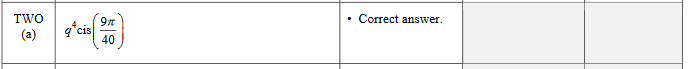 TWO
(a)
q⁴cis(9π/40)
• Correct answer.